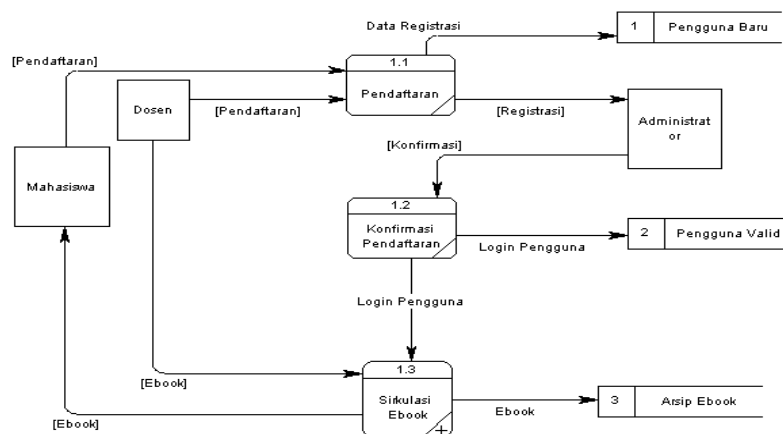 Data Registrasi
1 Pengguna Baru
[Pendaftaran]
1.1
Pendaftaran
Dosen
[Pendaftaran]
[Registrasi]
Administrat
or
[Konfirmasi]
Mahasiswa
1.2
Konfirmasi
Pendaftaran
Login Pengguna
2 Pengguna Valid
Login Pengguna
1.3
Sirkulasi
Ebook
[Ebook]
[Ebook]
Ebook
3 Arsip Ebook